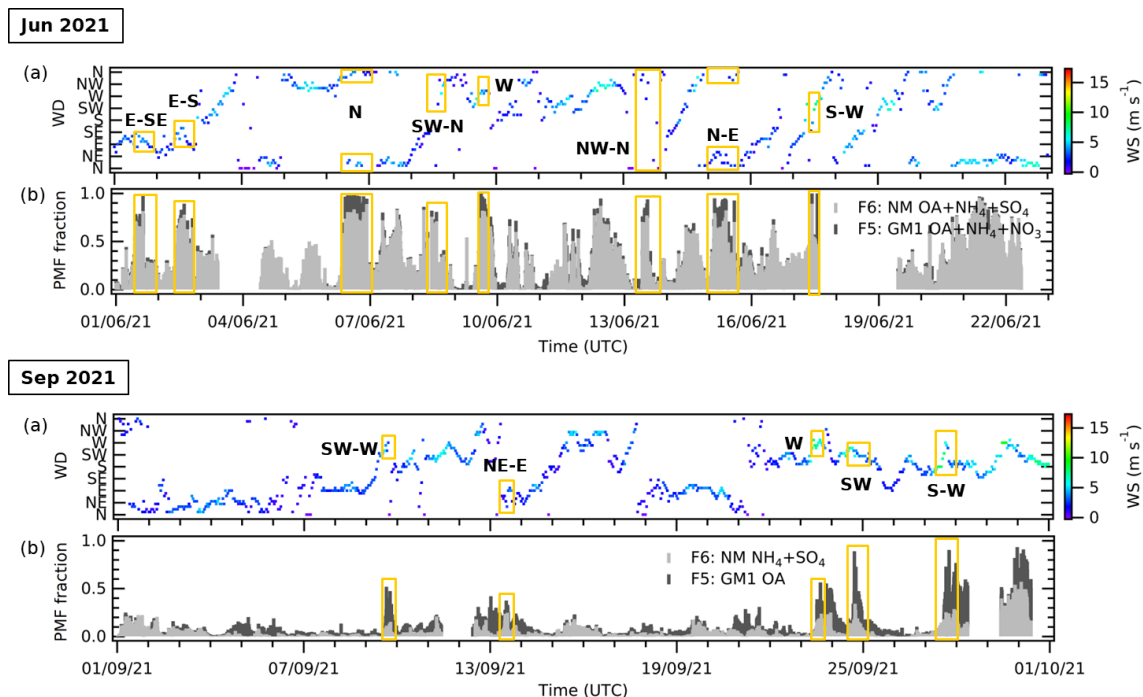 Jun 2021
(a)
WD
N
NW
W
SW
S
SE
E
NE
N
E-SE
E-S
N
SW-N
W
NW-N
N-E
S-W
15
10
5
0
WS (m s⁻¹)
(b)
PMF fraction
1.0
0.5
0.0
F6: NM OA+NH₄+SO₄
F5: GM1 OA+NH₄+NO₃
01/06/21 04/06/21 07/06/21 10/06/21 13/06/21 16/06/21 19/06/21 22/06/21
Time (UTC)
Sep 2021
(a)
WD
N
NW
W
SW
S
SE
E
NE
N
SW-W
NE-E
W
SW
S-W
15
10
5
0
WS (m s⁻¹)
(b)
PMF fraction
1.0
0.5
0.0
F6: NM NH₄+SO₄
F5: GM1 OA
01/09/21 07/09/21 13/09/21 19/09/21 25/09/21 01/10/21
Time (UTC)